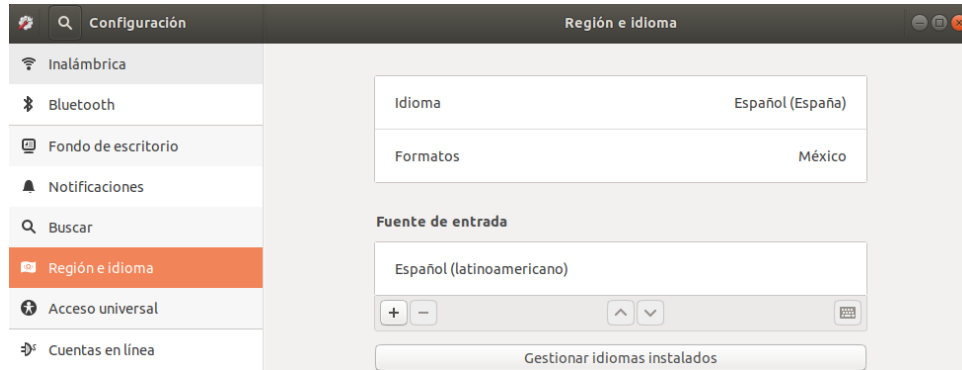 Configuración
Región e idioma
Inalámbrica
Bluetooth
Fondo de escritorio
Notificaciones
Buscar
Región e idioma
Acceso universal
Cuentas en línea
Idioma Español (España)
Formatos México
Fuente de entrada
Español (latinoamericano)
Gestionar idiomas instalados